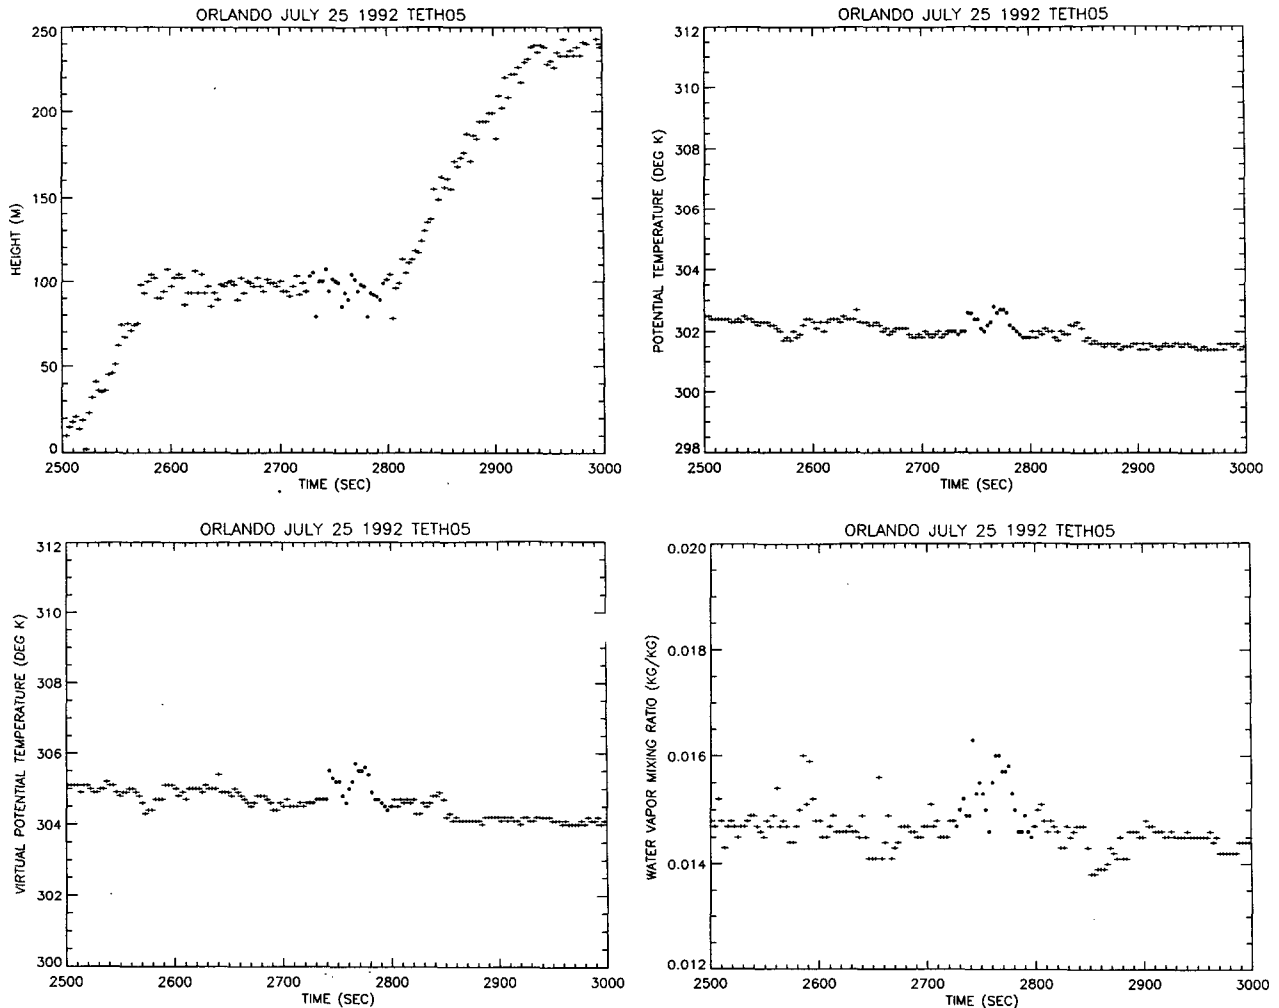 ORLANDO JULY 25 1992 TETH05
HEIGHT (M)
250
200
150
100
50
0
2500 2600 2700 2800 2900 3000
TIME (SEC)
ORLANDO JULY 25 1992 TETH05
POTENTIAL TEMPERATURE (DEG K)
312
310
308
306
304
302
300
298
2500 2600 2700 2800 2900 3000
TIME (SEC)
ORLANDO JULY 25 1992 TETH05
VIRTUAL POTENTIAL TEMPERATURE (DEG K)
312
310
308
306
304
302
300
2500 2600 2700 2800 2900 3000
TIME (SEC)
ORLANDO JULY 25 1992 TETH05
WATER VAPOR MIXING RATIO (KG/KG)
0.020
0.018
0.016
0.014
0.012
2500 2600 2700 2800 2900 3000
TIME (SEC)